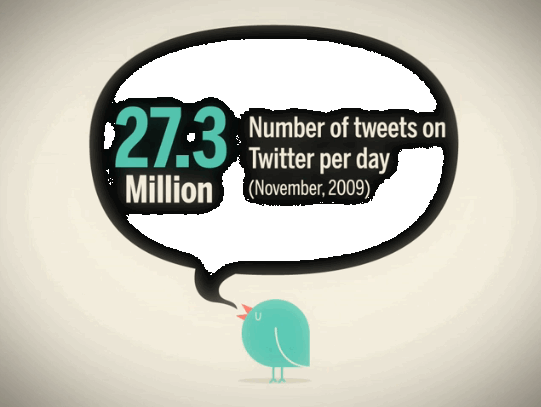 27.3
Million
Number of tweets on
Twitter per day
(November, 2009)